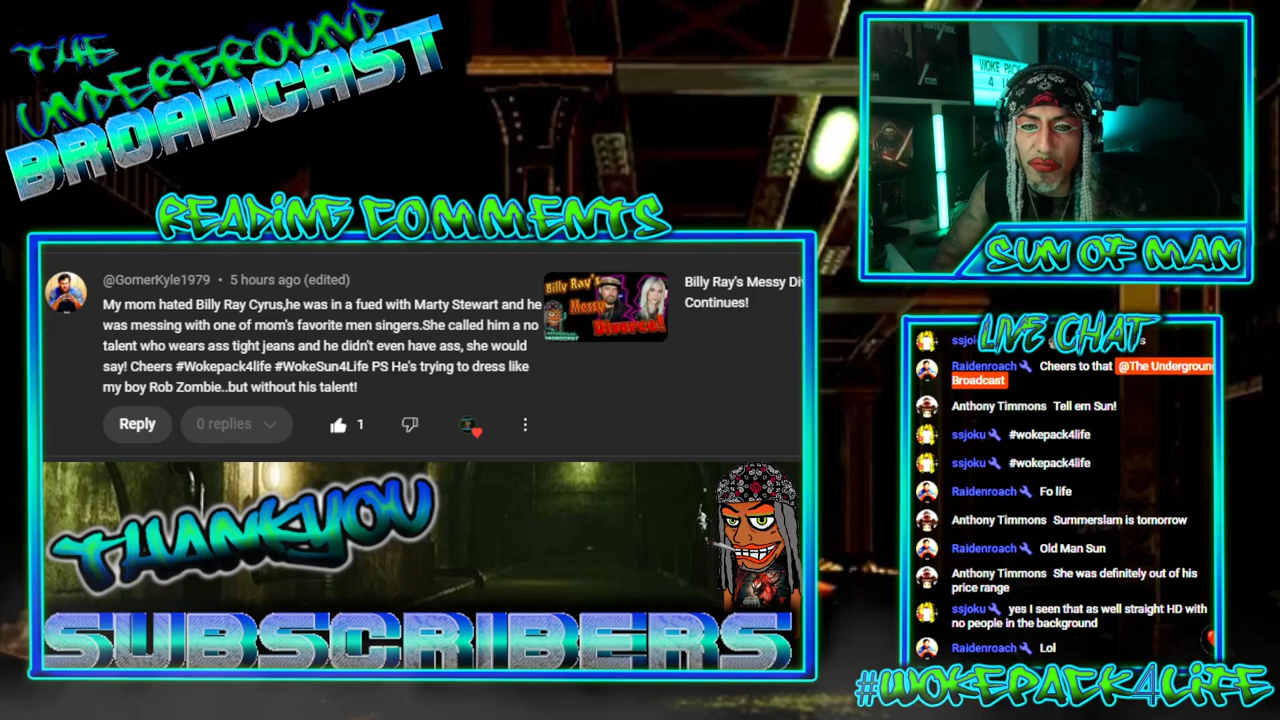 THE
UNDERGROUND
BROADCAST
WOKE PACK
4
READING COMMENTS
SUN OF MAN
@GomerKyle1979 • 5 hours ago (edited)
My mom hated Billy Ray Cyrus,he was in a fued with Marty Stewart and he
was messing with one of mom's favorite men singers.She called him a no
talent who wears ass tight jeans and he didn't even have ass, she would
say! Cheers #Wokepack4life #WokeSun4Life PS He's trying to dress like
my boy Rob Zombie..but without his talent!
Reply
0 replies
1
Billy Ray's
Messy
Divorce!
BROADCAST
Billy Ray's Messy Di
Continues!
THANKYOU
SUBSCRIBERS
LIVE CHAT
ssjo
Raidenroach Cheers to that @The Undergroun
Broadcast
Anthony Timmons Tell em Sun!
ssjoku #wokepack4life
ssjoku #wokepack4life
Raidenroach Fo life
Anthony Timmons Summerslam is tomorrow
Raidenroach Old Man Sun
Anthony Timmons She was definitely out of his
price range
ssjoku yes I seen that as well straight HD with
no people in the background
Raidenroach Lol
#WOKEPACK4LIFE